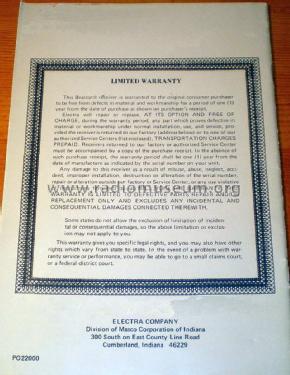 LIMITED WARRANTY
This Bearcat® receiver is warranted to the original consumer purchaser
to be free from defects in material and workmanship for a period of one (1)
year from the date of purchase as shown on purchaser's receipt.
Electra will repair or replace, AT ITS OPTION AND FREE OF
CHARGE, during the warranty period, any part which proves defective in
material or workmanship under normal installation, use, and service, pro-
vided the receiver is returned to our factory (address below) or to one of our
authorized Service Centers (listed TRANSPORTATION CHARGES
PREPAID. Receivers returned to our factory or authorized Service Center
must be accompanied by a copy of the purchase receipt. In the absence of
such purchase receipt, the warranty period shall be one (1) year from the
date of manufacture as indicated by the serial number on your unit.
Any damage to this receiver as a result of misuse, abuse, neglect, acci-
dent, improper installation, destruction or alteration of the serial number,
repair or alteration outside our factory or Service Center, or any use violative
www.radiomuseum.org
WARRANTY IS LIMITED TO DEFECTIVE PARTS REPAIR AND/OR
REPLACEMENT ONLY AND EXCLUDES ANY INCIDENTAL AND
CONSEQUENTIAL DAMAGES CONNECTED THEREWITH.
Some states do not allow the exclusion or limitation of inciden-
tal or consequential damages, so the above limitation or exclus-
ion may not apply to you.
This warranty gives you specific legal rights, and you may also have other
rights which vary from state to state. In the event of a problem with war-
ranty service or performance, you may be able to go to a small claims court,
or a federal district court.
ELECTRA COMPANY
Division of Masco Corporation of Indiana
300 South on East County Line Road
Cumberland, Indiana 46229
PG22000